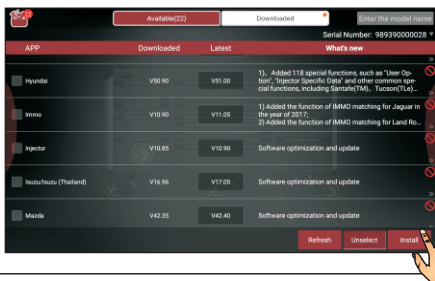 22
Available(22)
Downloaded
Enter the model name
Serial Number: 989390000028
APP
Downloaded
Latest
What's new
Hyundai
V50.90
V51.00
1)、Added 118 special functions, such as "User Op-
tion", "Injector Specific Data" and other common spe-
cial functions, including Santafe(TM)、Tucson(TLe)...
Immo
V10.90
V11.05
1) Added the function of IMMO matching for Jaguar in
the year of 2017;
2) Added the function of IMMO matching for Land Ro...
Injector
V10.85
V10.90
Software optimization and update
Isuzu/Isuzu (Thailand)
V16.96
V17.05
Software optimization and update
Mazda
V42.35
V42.40
Software optimization and update
Refresh
Unselect
Install